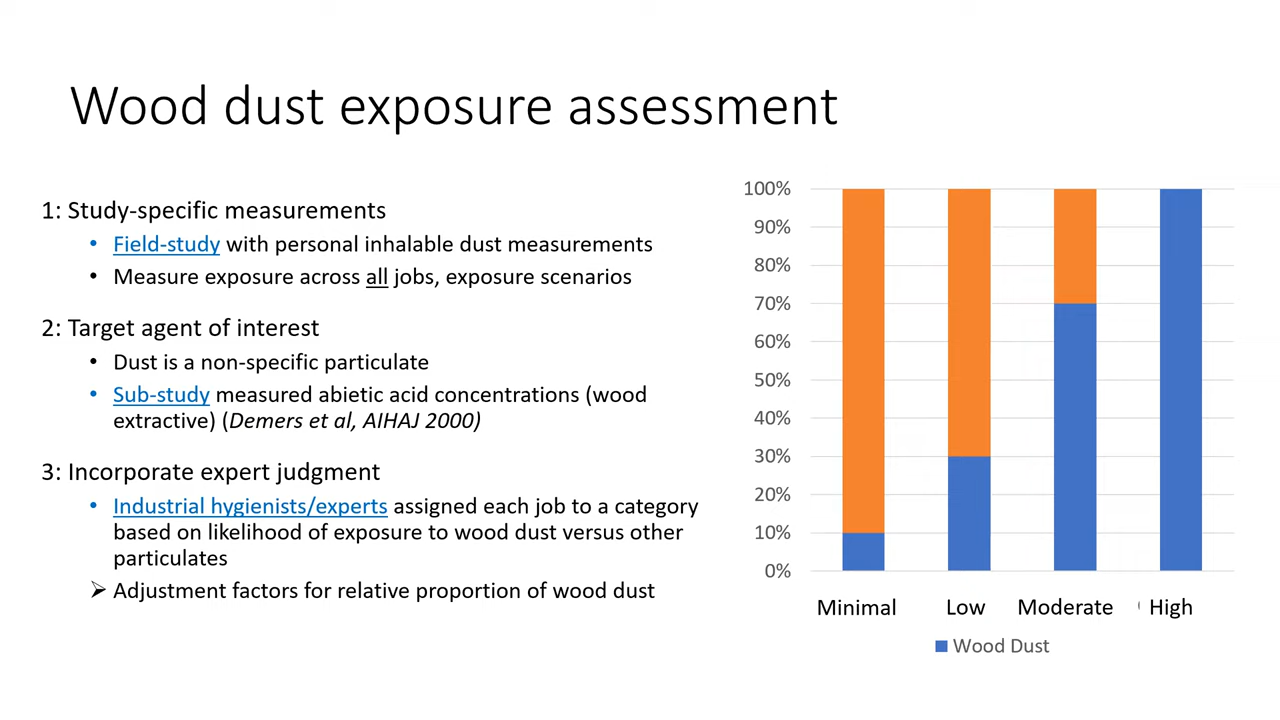 Wood dust exposure assessment
1: Study-specific measurements
• Field-study with personal inhalable dust measurements
• Measure exposure across all jobs, exposure scenarios
2: Target agent of interest
• Dust is a non-specific particulate
• Sub-study measured abietic acid concentrations (wood
extractive) (Demers et al, AIHAJ 2000)
3: Incorporate expert judgment
• Industrial hygienists/experts assigned each job to a category
based on likelihood of exposure to wood dust versus other
particulates
➢ Adjustment factors for relative proportion of wood dust
100%
90%
80%
70%
60%
50%
40%
30%
20%
10%
0%
Minimal Low Moderate High
Wood Dust